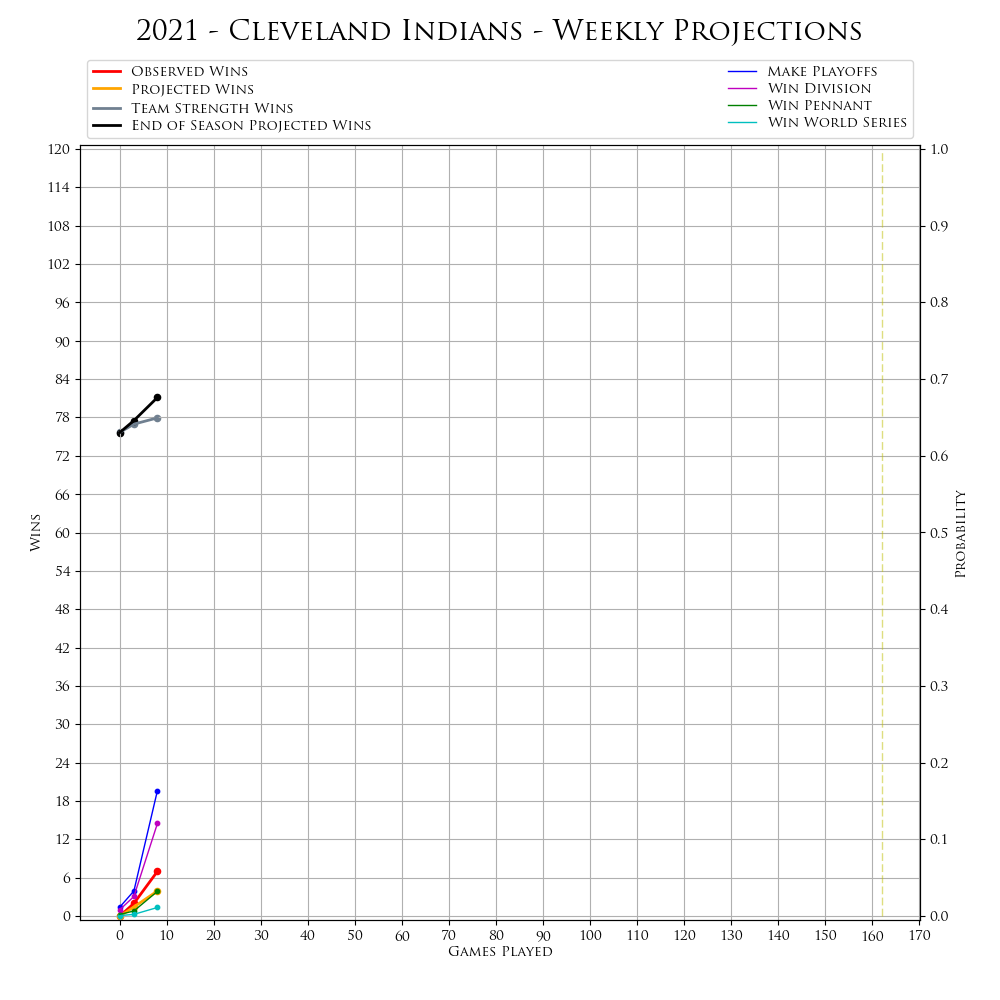 2021 - Cleveland Indians - Weekly Projections
Observed Wins
Projected Wins
Team Strength Wins
End of Season Projected Wins
Make Playoffs
Win Division
Win Pennant
Win World Series
120
114
108
102
96
90
84
78
72
66
60
54
48
42
36
30
24
18
12
6
0
Wins
1.0
0.9
0.8
0.7
0.6
0.5
0.4
0.3
0.2
0.1
0.0
Probability
0 10 20 30 40 50 60 70 80 90 100 110 120 130 140 150 160 170
Games Played